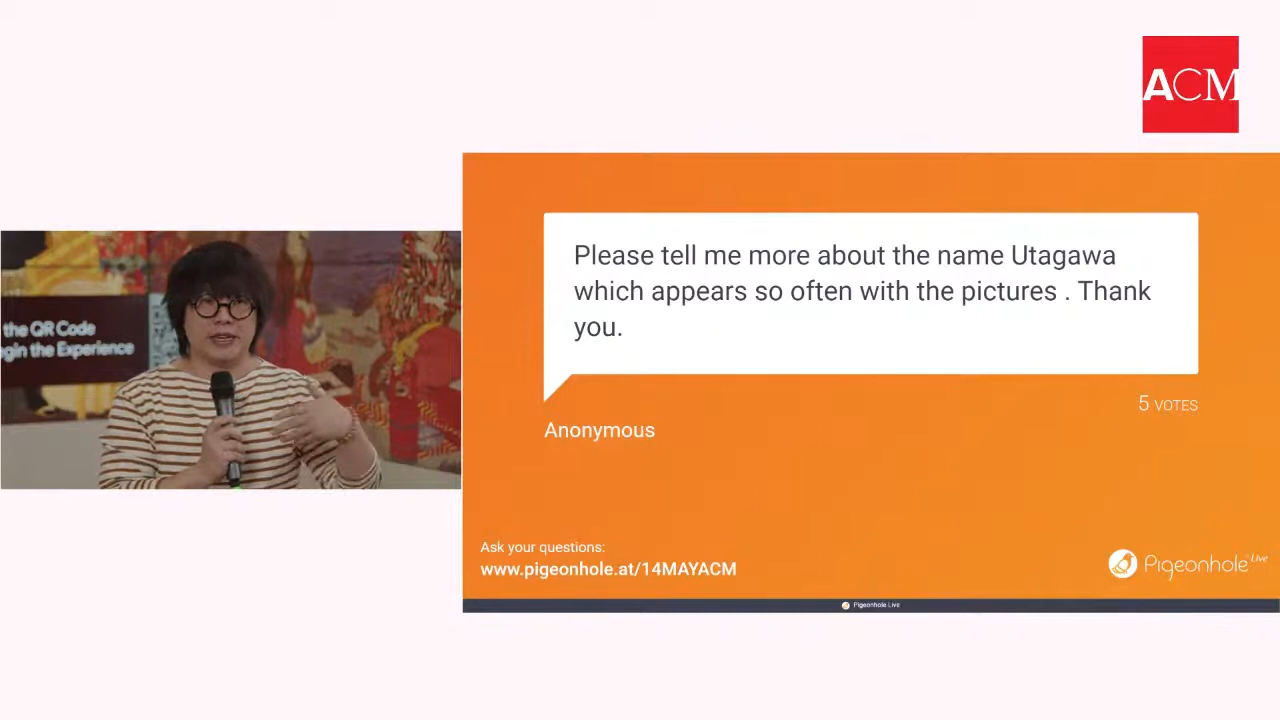 ACM
the QR Code
gin the Experience
Please tell me more about the name Utagawa
which appears so often with the pictures . Thank
you.
5 VOTES
Anonymous
Ask your questions:
www.pigeonhole.at/14MAYACM
Pigeonhole Live
Pigeonhole Live